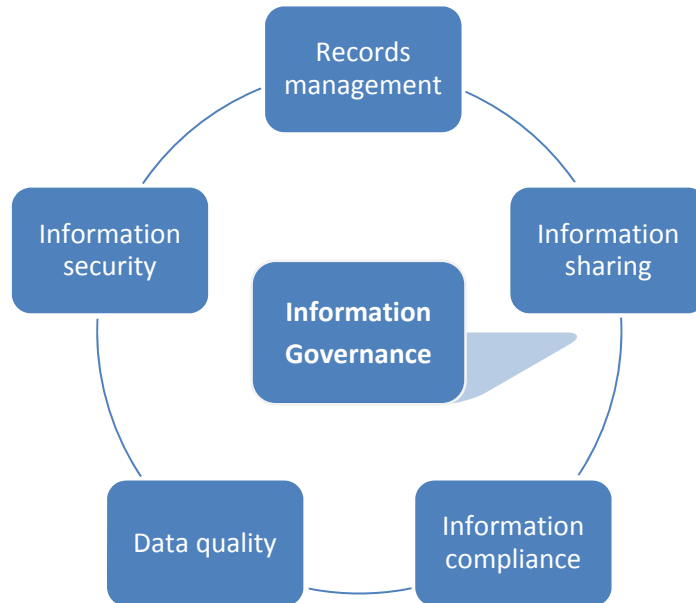 Records
management
Information
security
Information
sharing
Information
Governance
Data quality
Information
compliance